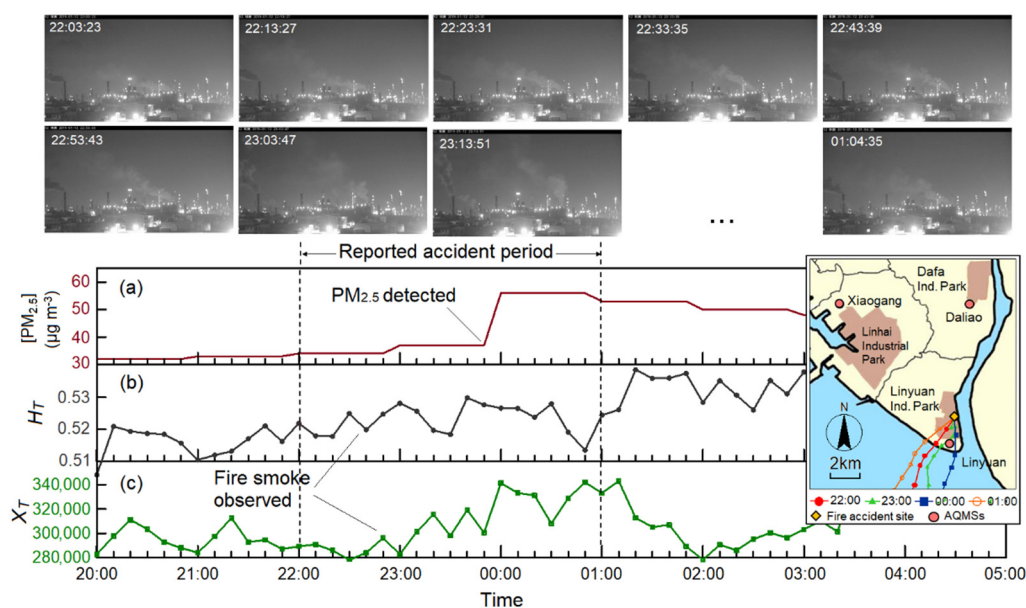 22:03:23
22:13:27
22:23:31
22:33:35
22:43:39
22:53:43
23:03:47
23:13:51
...
01:04:35
Reported accident period
(a)
[PM2.5]
(μg m-3)
60
50
40
30
PM2.5 detected
(b)
HT
0.53
0.52
0.51
Fire smoke
observed
(c)
XT
340,000
320,000
300,000
280,000
20:00
21:00
22:00
23:00
00:00
01:00
02:00
03:00
04:00
05:00
Time
Dafa
Ind. Park
Xiaogang
Daliao
Linhai
Industrial
Park
Linyuan
Ind. Park
N
2km
Linyuan
22:00
23:00
00:00
01:00
Fire accident site
AQMSs